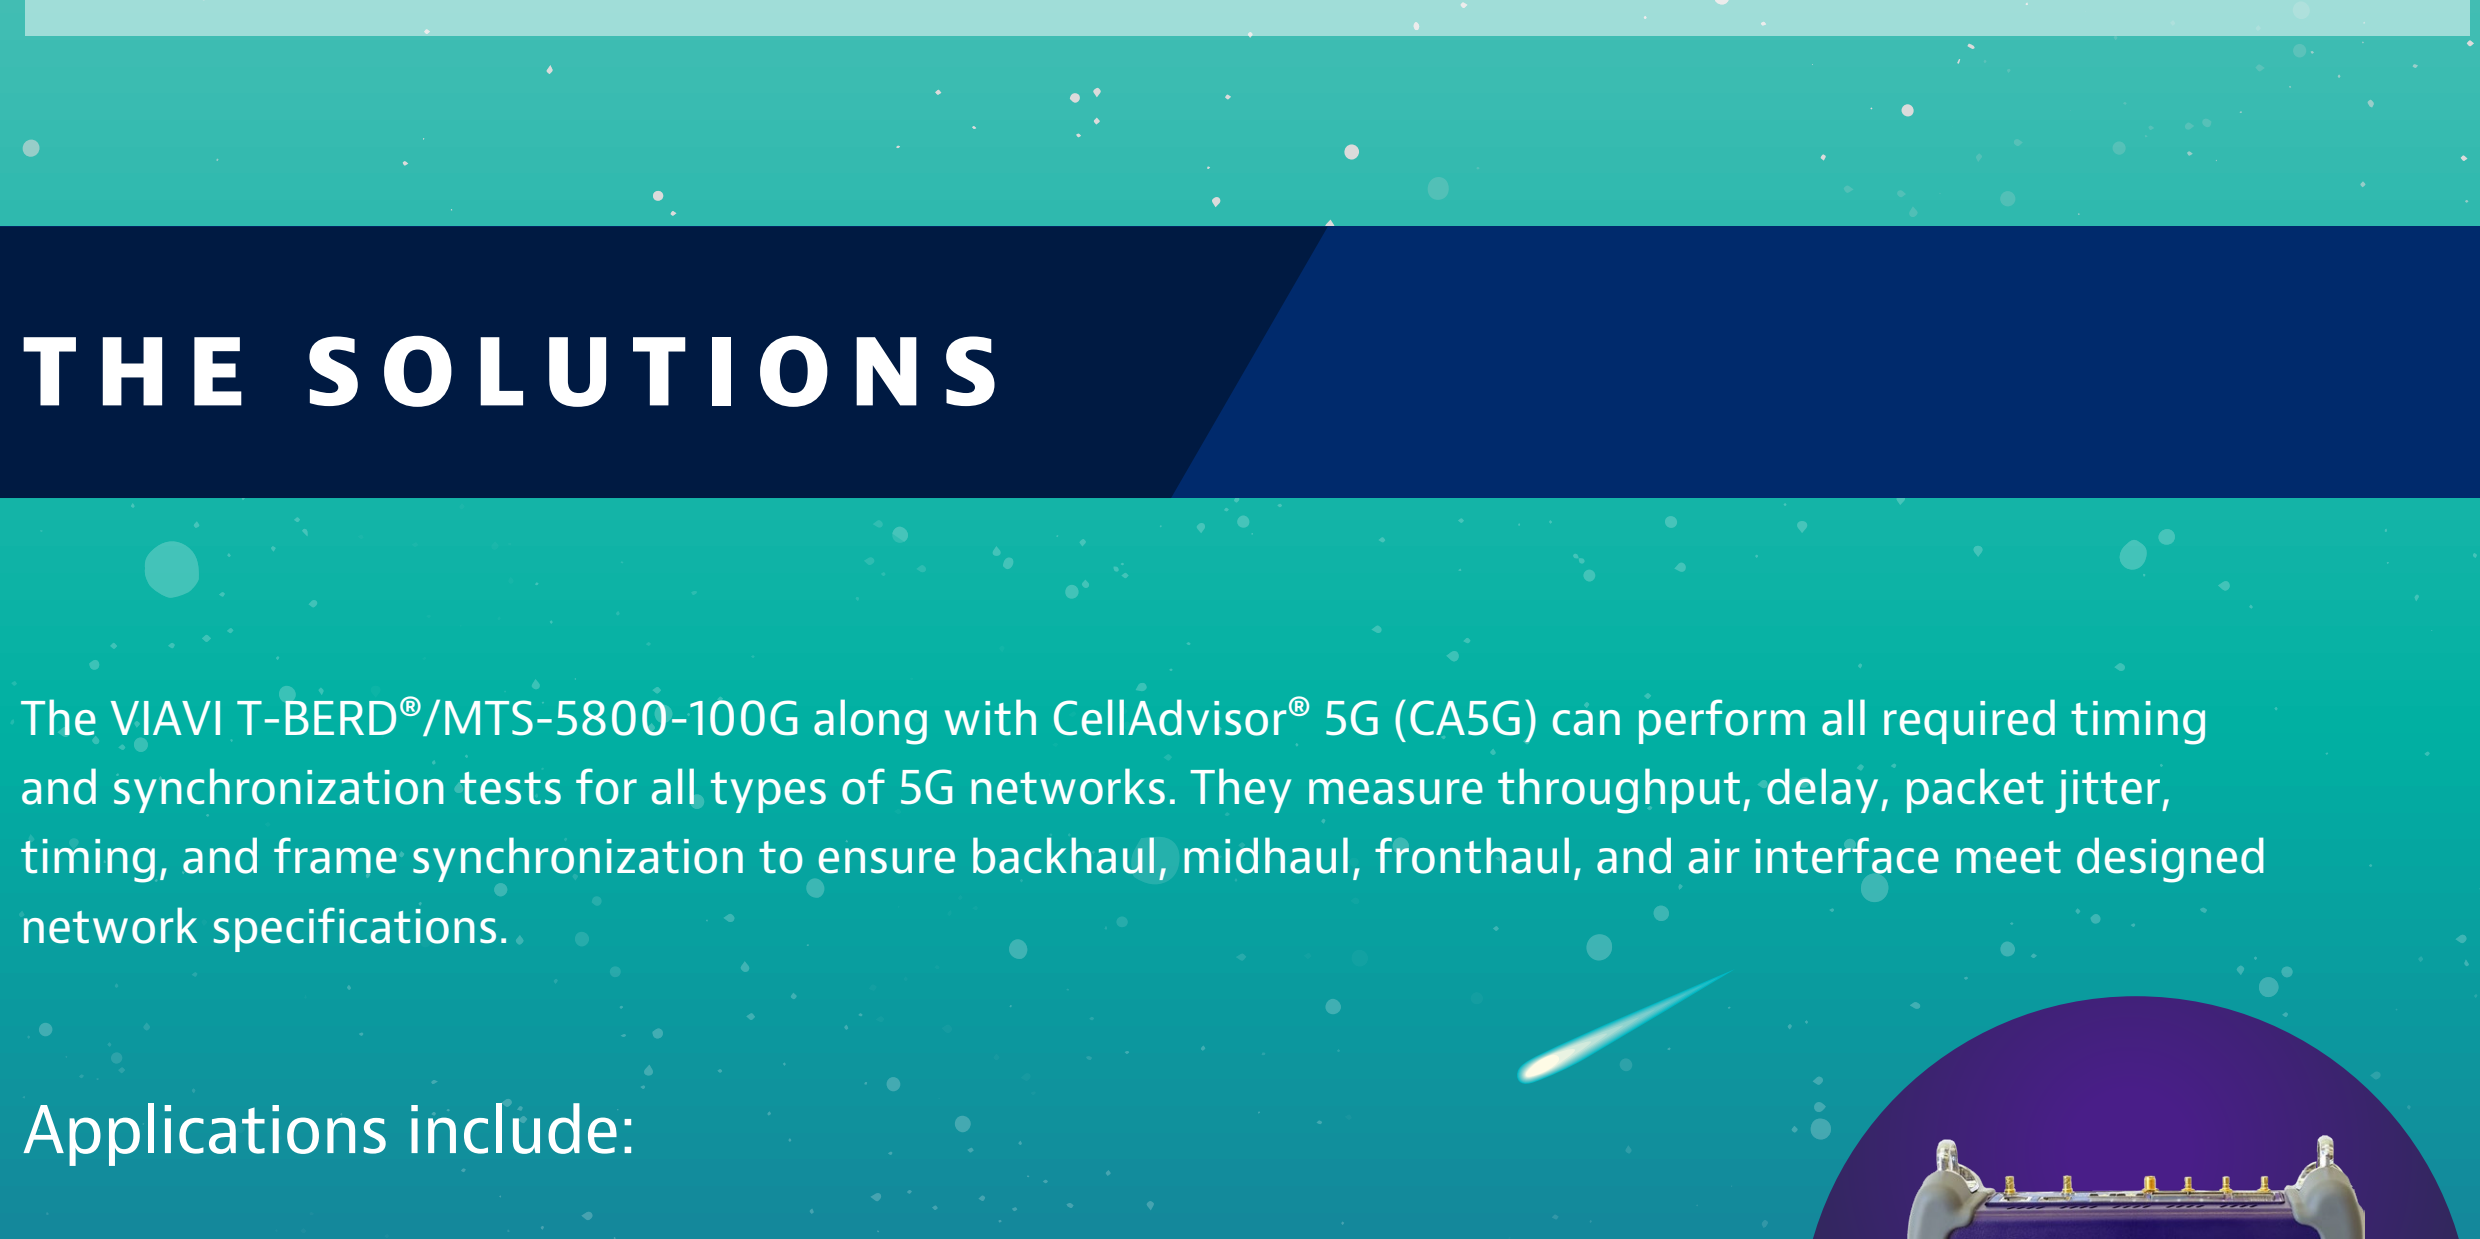 THE SOLUTIONS
The VIAVI T-BERD®/MTS-5800-100G along with CellAdvisor® 5G (CA5G) can perform all required timing
and synchronization tests for all types of 5G networks. They measure throughput, delay, packet jitter,
timing, and frame synchronization to ensure backhaul, midhaul, fronthaul, and air interface meet designed
network specifications.
Applications include: